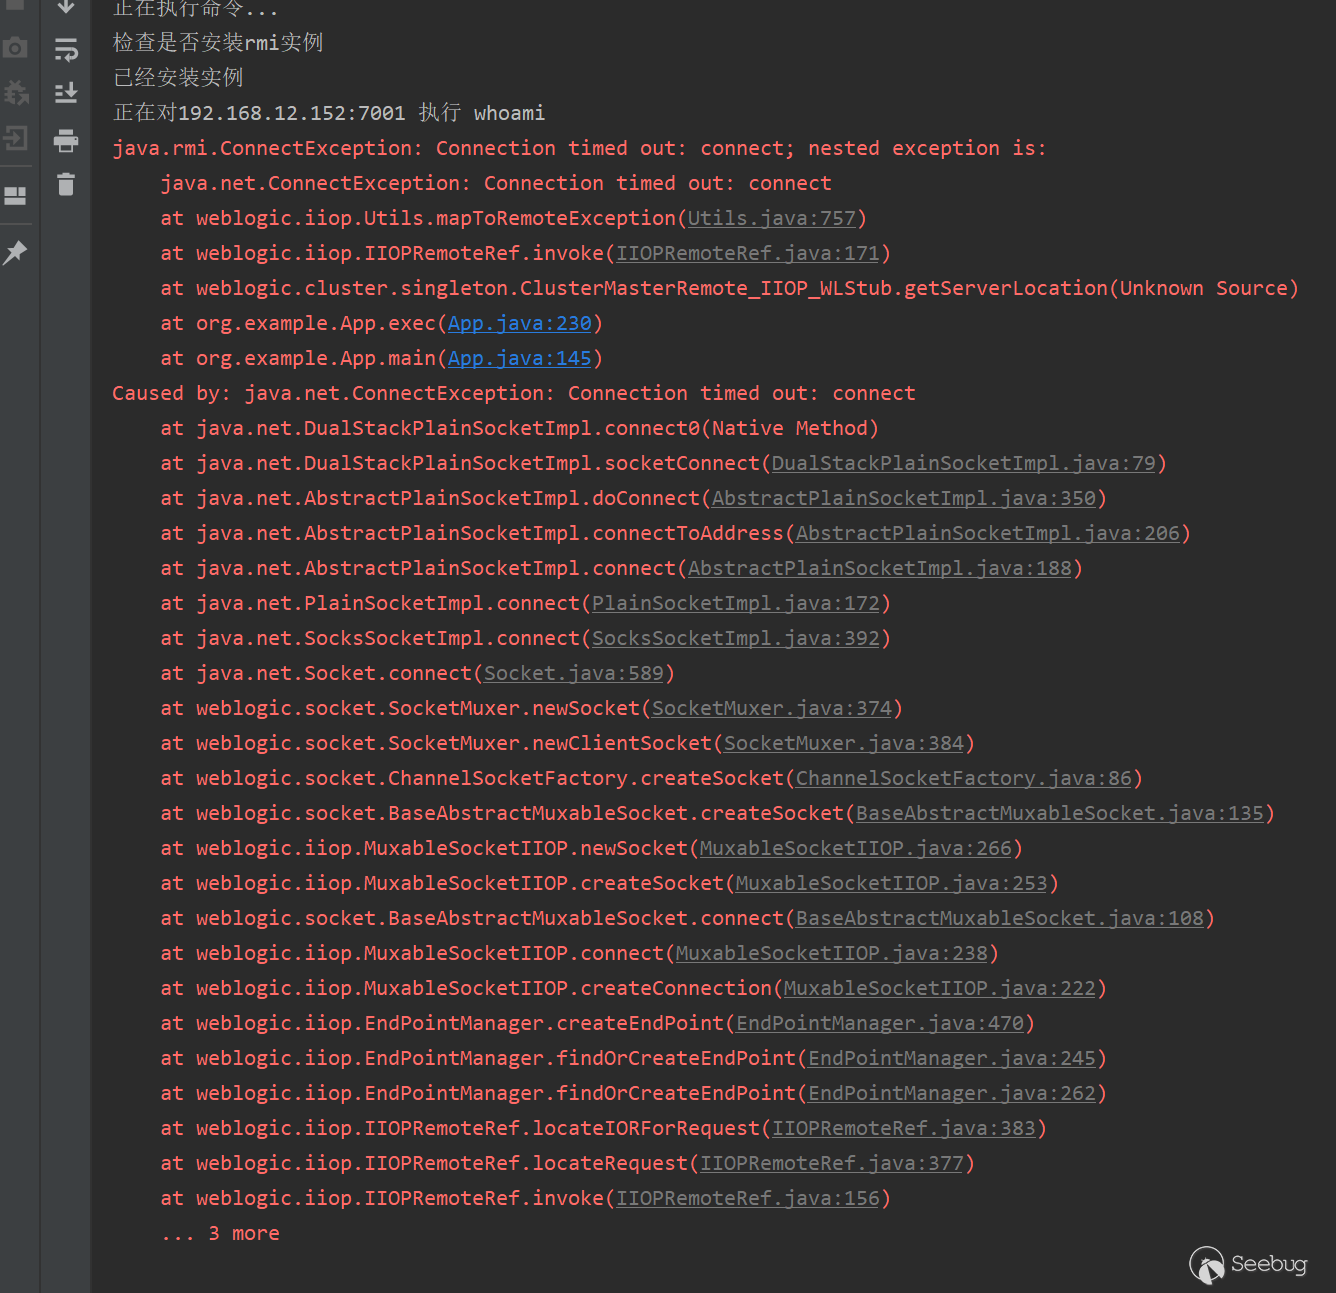 正在执行命令...
检查是否安装rmi实例
已经安装实例
正在对192.168.12.152:7001 执行 whoami
java.rmi.ConnectException: Connection timed out: connect; nested exception is:
java.net.ConnectException: Connection timed out: connect
at weblogic.iiop.Utils.mapToRemoteException(Utils.java:757)
at weblogic.iiop.IIOPRemoteRef.invoke(IIOPRemoteRef.java:171)
at weblogic.cluster.singleton.ClusterMasterRemote_IIOP_WLStub.getServerLocation(Unknown Source)
at org.example.App.exec(App.java:230)
at org.example.App.main(App.java:145)
Caused by: java.net.ConnectException: Connection timed out: connect
at java.net.DualStackPlainSocketImpl.connect0(Native Method)
at java.net.DualStackPlainSocketImpl.socketConnect(DualStackPlainSocketImpl.java:79)
at java.net.AbstractPlainSocketImpl.doConnect(AbstractPlainSocketImpl.java:350)
at java.net.AbstractPlainSocketImpl.connectToAddress(AbstractPlainSocketImpl.java:206)
at java.net.AbstractPlainSocketImpl.connect(AbstractPlainSocketImpl.java:188)
at java.net.PlainSocketImpl.connect(PlainSocketImpl.java:172)
at java.net.SocksSocketImpl.connect(SocksSocketImpl.java:392)
at java.net.Socket.connect(Socket.java:589)
at weblogic.socket.SocketMuxer.newSocket(SocketMuxer.java:374)
at weblogic.socket.SocketMuxer.newClientSocket(SocketMuxer.java:384)
at weblogic.socket.ChannelSocketFactory.createSocket(ChannelSocketFactory.java:86)
at weblogic.socket.BaseAbstractMuxableSocket.createSocket(BaseAbstractMuxableSocket.java:135)
at weblogic.iiop.MuxableSocketIIOP.newSocket(MuxableSocketIIOP.java:266)
at weblogic.iiop.MuxableSocketIIOP.createSocket(MuxableSocketIIOP.java:253)
at weblogic.socket.BaseAbstractMuxableSocket.connect(BaseAbstractMuxableSocket.java:108)
at weblogic.iiop.MuxableSocketIIOP.connect(MuxableSocketIIOP.java:238)
at weblogic.iiop.MuxableSocketIIOP.createConnection(MuxableSocketIIOP.java:222)
at weblogic.iiop.EndPointManager.createEndPoint(EndPointManager.java:470)
at weblogic.iiop.EndPointManager.findOrCreateEndPoint(EndPointManager.java:245)
at weblogic.iiop.EndPointManager.findOrCreateEndPoint(EndPointManager.java:262)
at weblogic.iiop.IIOPRemoteRef.locateIORForRequest(IIOPRemoteRef.java:383)
at weblogic.iiop.IIOPRemoteRef.locateRequest(IIOPRemoteRef.java:377)
at weblogic.iiop.IIOPRemoteRef.invoke(IIOPRemoteRef.java:156)
... 3 more
Seebug